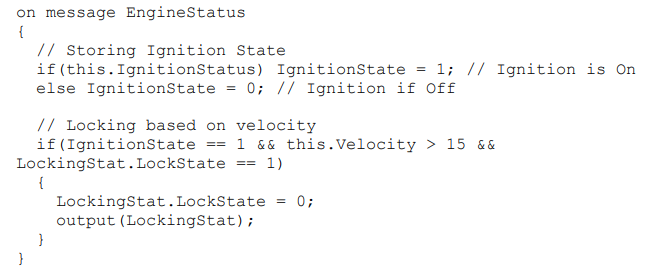 on message EngineStatus
{
  // Storing Ignition State
  if(this.IgnitionStatus) IgnitionState = 1; // Ignition is On
  else IgnitionState = 0; // Ignition if Off

  // Locking based on velocity
  if(IgnitionState == 1 && this.Velocity > 15 &&
LockingStat.LockState == 1)
  {
    LockingStat.LockState = 0;
    output(LockingStat);
  }
}